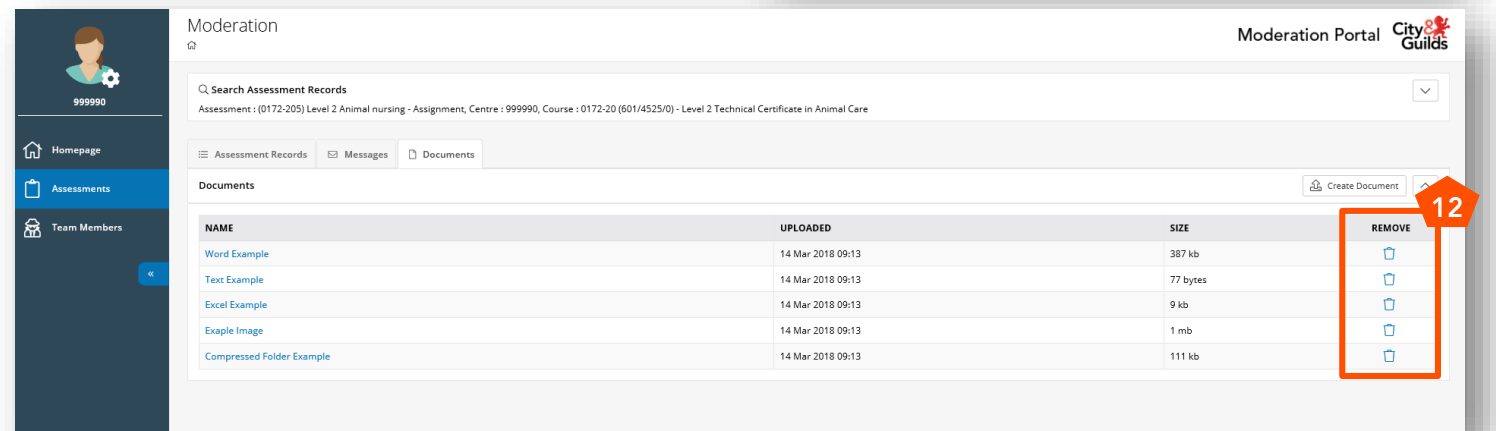 Moderation
Moderation Portal City & Guilds
999990
Search Assessment Records
Assessment : (0172-205) Level 2 Animal nursing - Assignment, Centre : 999990, Course : 0172-20 (601/4525/0) - Level 2 Technical Certificate in Animal Care
Homepage
Assessments
Team Members
«
Assessment Records Messages Documents
Documents Create Document
12
NAME UPLOADED SIZE REMOVE
Word Example 14 Mar 2018 09:13 387 kb
Text Example 14 Mar 2018 09:13 77 bytes
Excel Example 14 Mar 2018 09:13 9 kb
Exaple Image 14 Mar 2018 09:13 1 mb
Compressed Folder Example 14 Mar 2018 09:13 111 kb